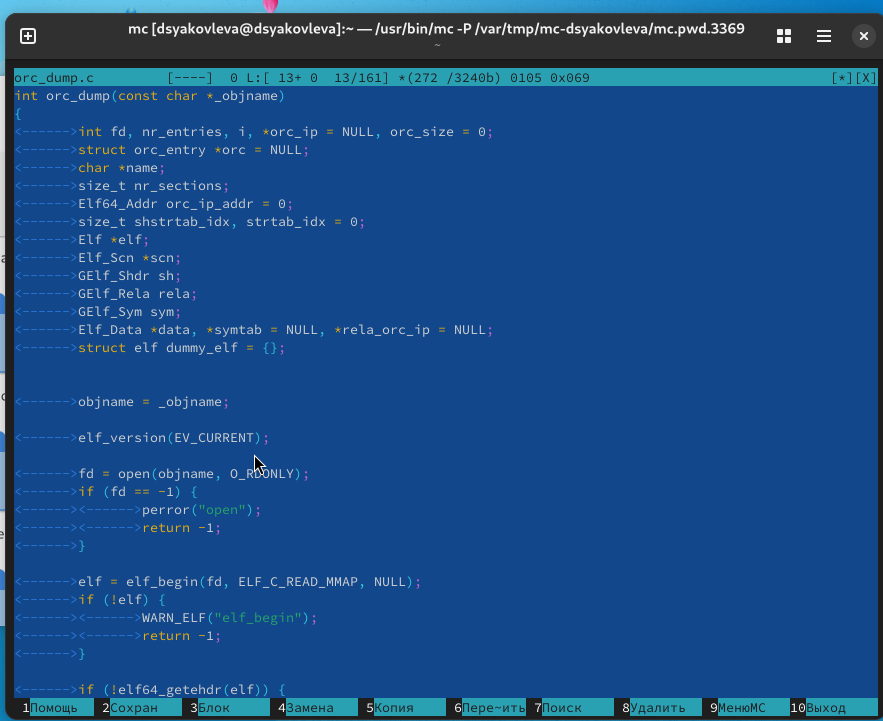 mc [dsyakovleva@dsyakovleva]:~ — /usr/bin/mc -P /var/tmp/mc-dsyakovleva/mc.pwd.3369
~
orc_dump.c [----] 0 L:[ 13+ 0 13/161] *(272 /3240b) 0105 0x069 [*][X]
int orc_dump(const char *_objname)
{
<------>int fd, nr_entries, i, *orc_ip = NULL, orc_size = 0;
<------>struct orc_entry *orc = NULL;
<------>char *name;
<------>size_t nr_sections;
<------>Elf64_Addr orc_ip_addr = 0;
<------>size_t shstrtab_idx, strtab_idx = 0;
<------>Elf *elf;
<------>Elf_Scn *scn;
<------>GElf_Shdr sh;
<------>GElf_Rela rela;
<------>GElf_Sym sym;
<------>Elf_Data *data, *symtab = NULL, *rela_orc_ip = NULL;
<------>struct elf dummy_elf = {};
<------>objname = _objname;
<------>elf_version(EV_CURRENT);
<------>fd = open(objname, O_RDONLY);
<------>if (fd == -1) {
<------><------>perror("open");
<------><------>return -1;
<------>}
<------>elf = elf_begin(fd, ELF_C_READ_MMAP, NULL);
<------>if (!elf) {
<------><------>WARN_ELF("elf_begin");
<------><------>return -1;
<------>}
<------>if (!elf64_getehdr(elf)) {
1Помощь 2Сохран 3Блок 4Замена 5Копия 6Пере~ить 7Поиск 8Удалить 9МенюMC 10Выход